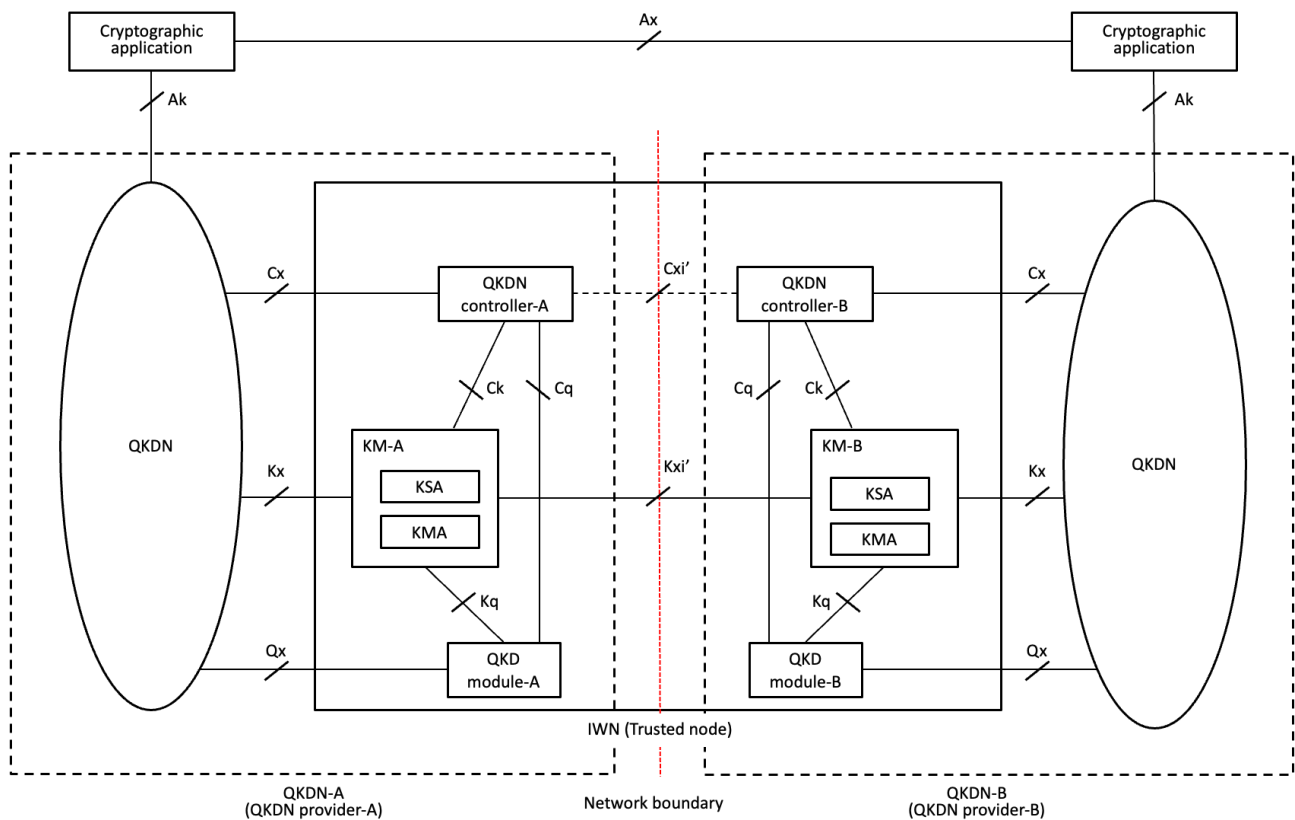 Ax
Cryptographic
application
Cryptographic
application
Ak
Ak
Cx
QKDN
controller-A
Cxi’
QKDN
controller-B
Cx
Ck
Cq
Cq
Ck
QKDN
KM-A
KM-B
QKDN
Kx
KSA
Kxi’
KSA
Kx
KMA
KMA
Kq
Kq
Qx
QKD
module-A
QKD
module-B
Qx
IWN (Trusted node)
QKDN-A
(QKDN provider-A)
Network boundary
QKDN-B
(QKDN provider-B)